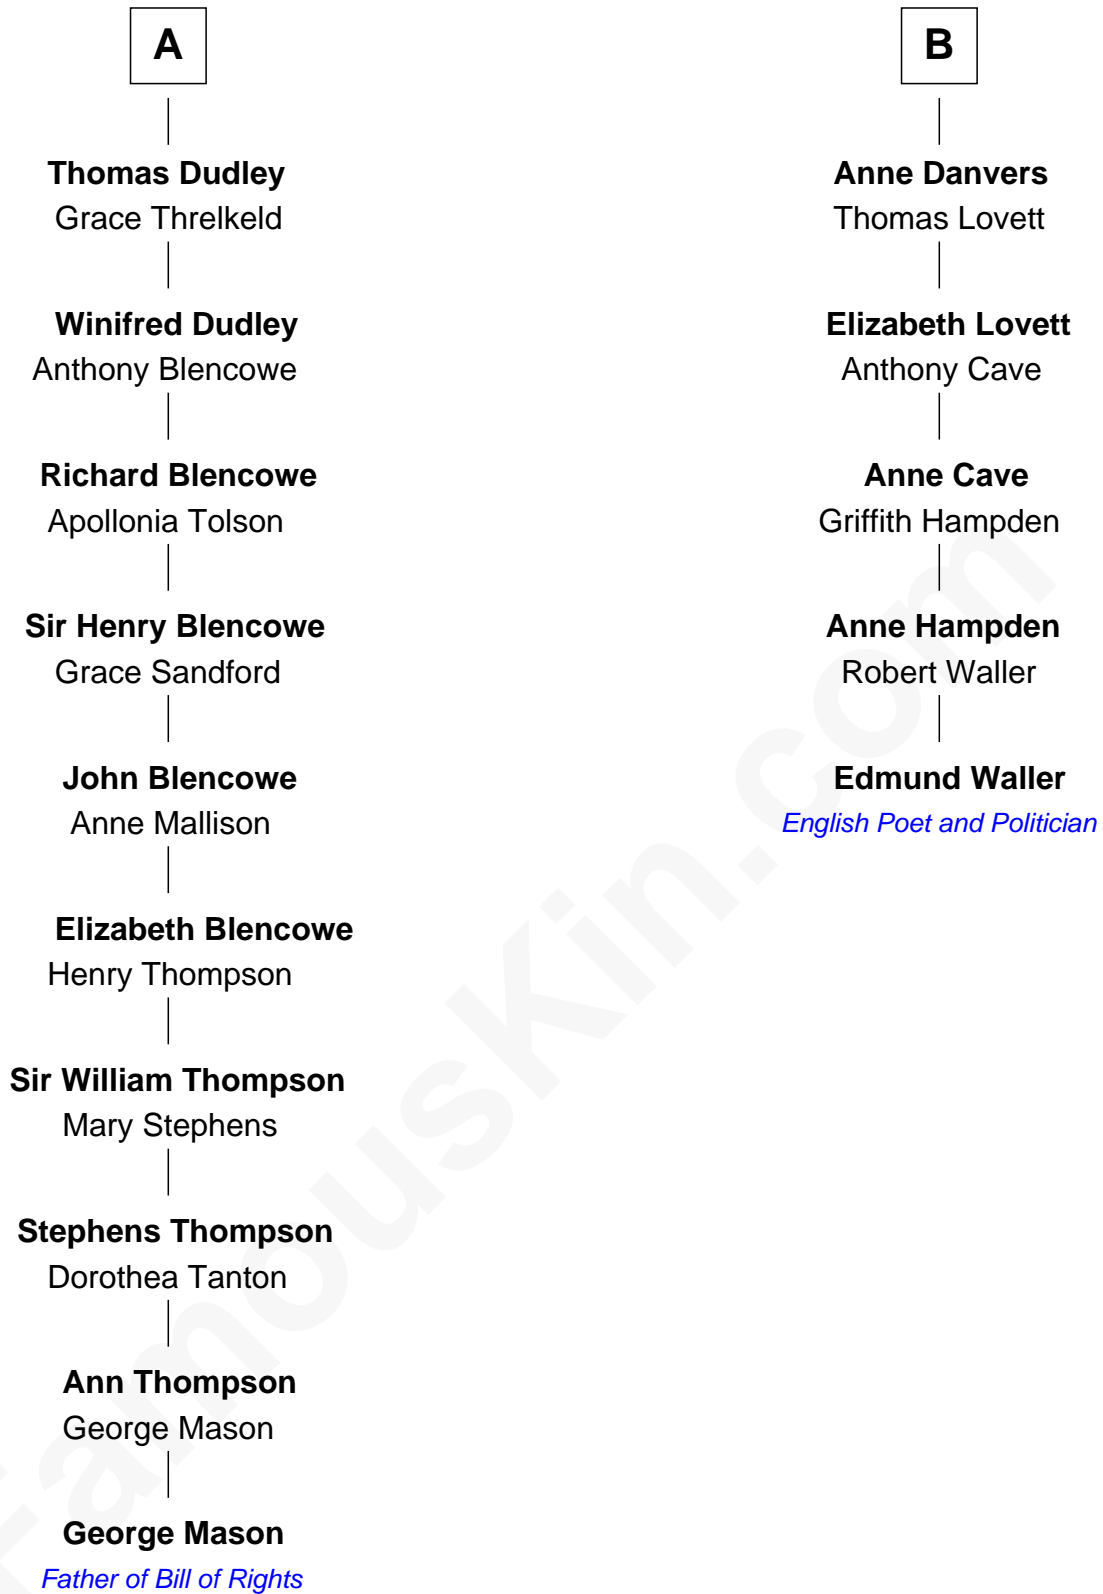 A
Thomas Dudley
Grace Threlkeld
Winifred Dudley
Anthony Blencowe
Richard Blencowe
Apollonia Tolson
Sir Henry Blencowe
Grace Sandford
John Blencowe
Anne Mallison
Elizabeth Blencowe
Henry Thompson
Sir William Thompson
Mary Stephens
Stephens Thompson
Dorothea Tanton
Ann Thompson
George Mason
George Mason
Father of Bill of Rights
B
Anne Danvers
Thomas Lovett
Elizabeth Lovett
Anthony Cave
Anne Cave
Griffith Hampden
Anne Hampden
Robert Waller
Edmund Waller
English Poet and Politician
FamousKin.com